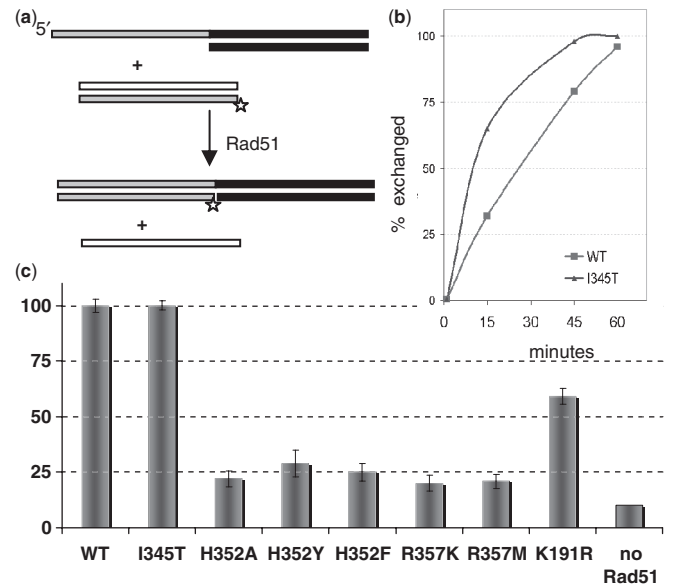 (a)
5′
+
Rad51
+
(b)
% exchanged
100
75
50
25
0
WT
I345T
0 15 30 45 60
minutes
(c)
100
75
50
25
0
WT I345T H352A H352Y H352F R357K R357M K191R no
Rad51